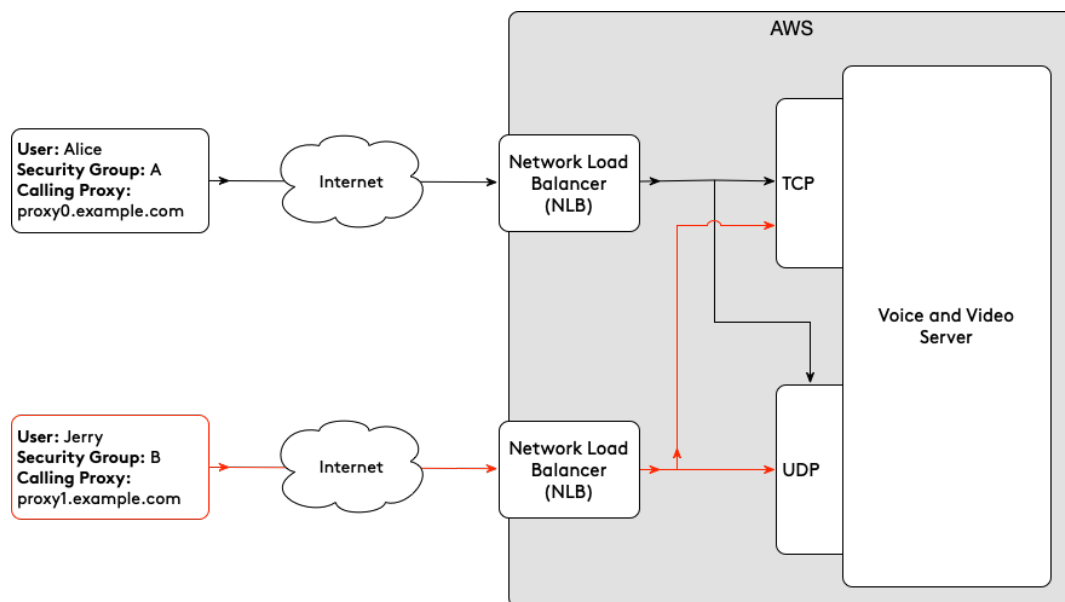 AWS
User: Alice
Security Group: A
Calling Proxy:
proxy0.example.com
Internet
Network Load
Balancer
(NLB)
TCP
Voice and Video
Server
User: Jerry
Security Group: B
Calling Proxy:
proxy1.example.com
Internet
Network Load
Balancer
(NLB)
UDP